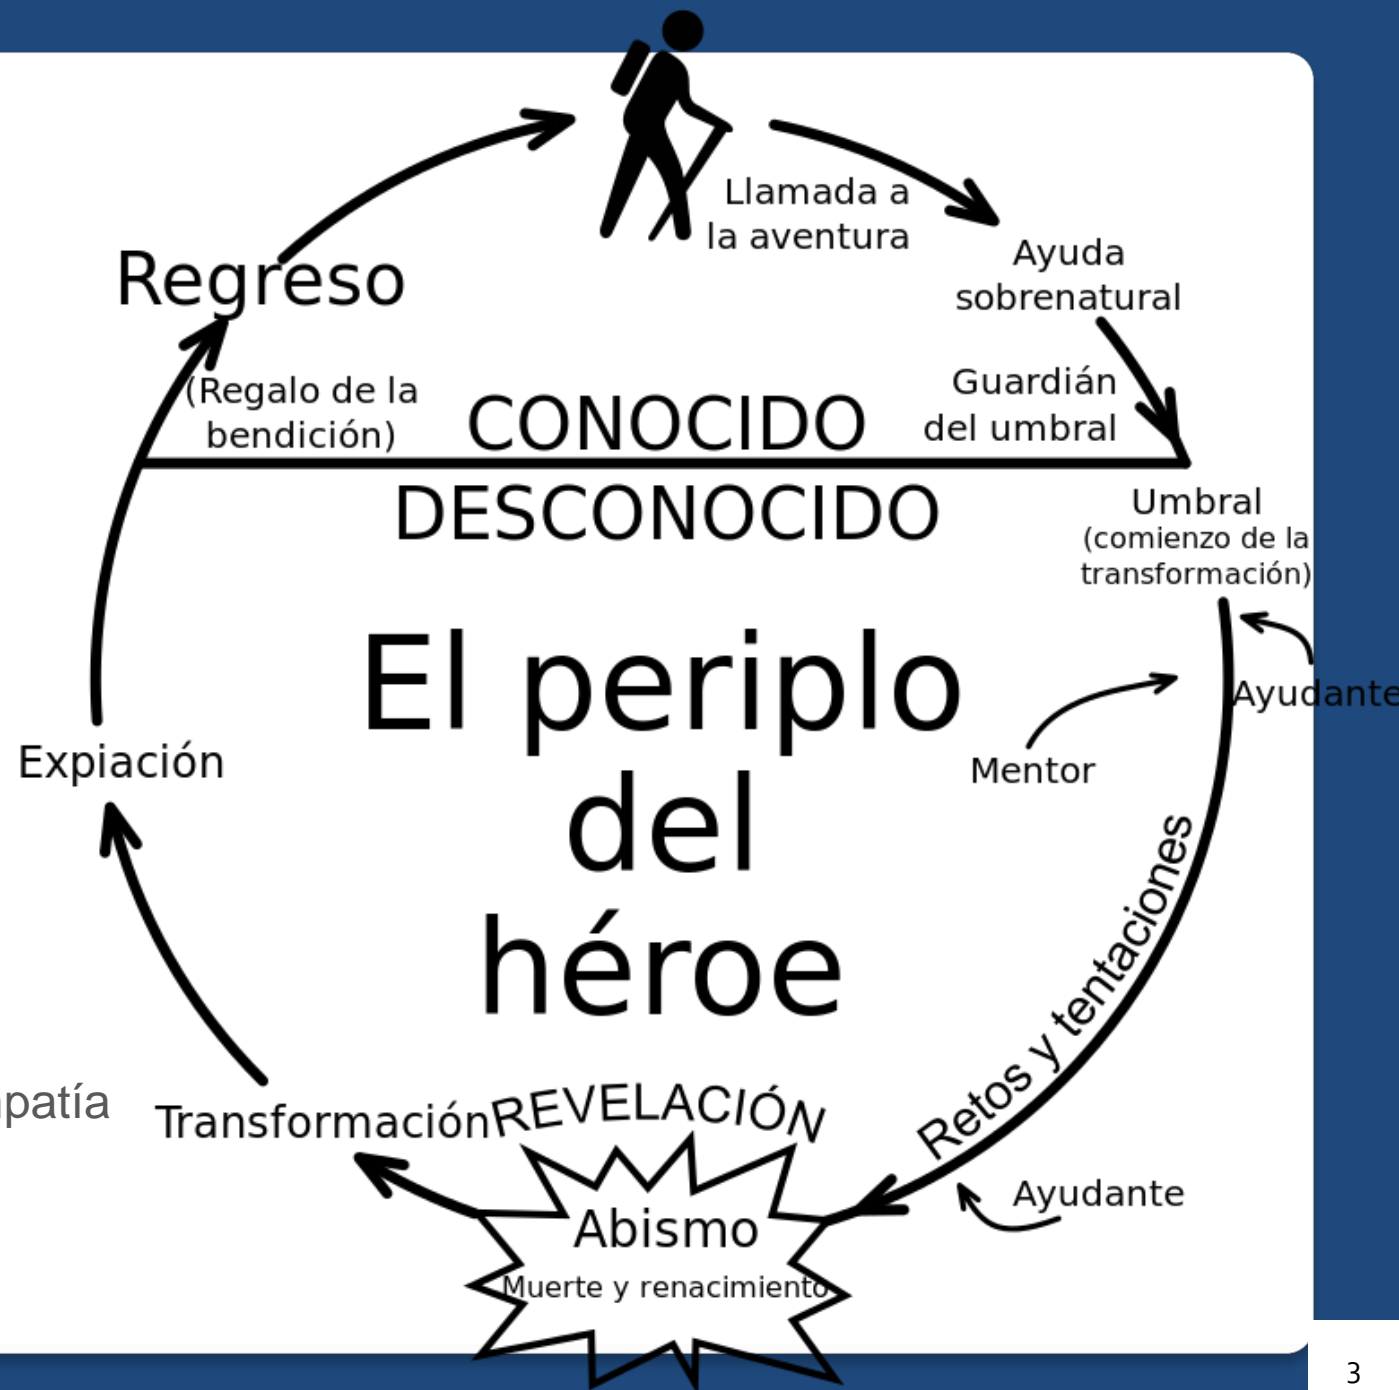 Llamada a
la aventura
Ayuda
sobrenatural
Guardián
del umbral
Regreso
(Regalo de la
bendición)
CONOCIDO
DESCONOCIDO
Umbral
(comienzo de la
transformación)
Ayudante
Mentor
El periplo
del
héroe
Retos y tentaciones
Ayudante
Expiación
Transformación
REVELACIÓN
Abismo
Muerte y renacimiento
3